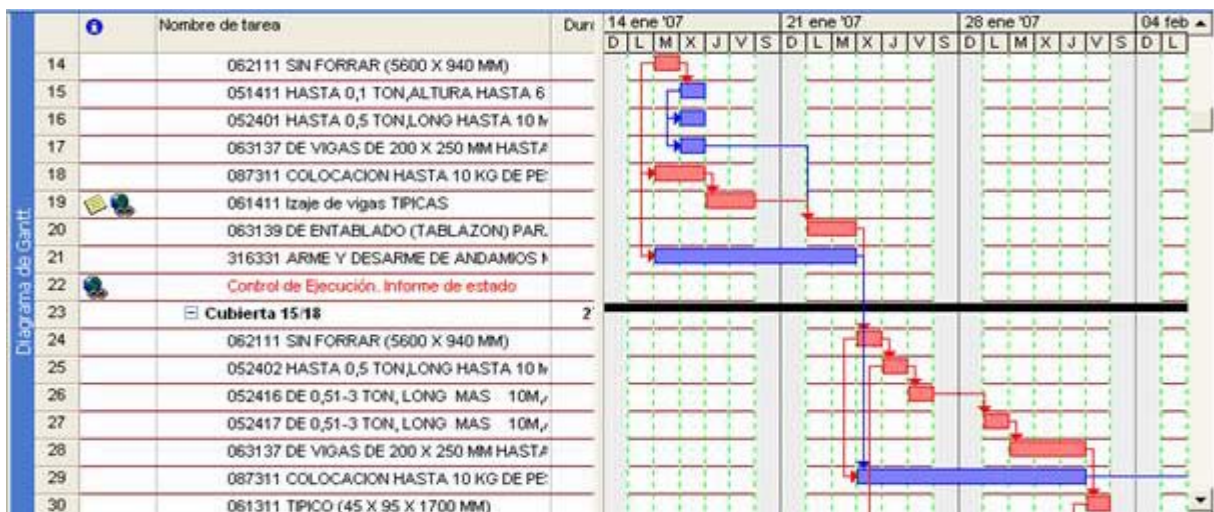 Nombre de tarea Dura 14 ene '07 21 ene '07 28 ene '07 04 feb
D L M X J V S D L M X J V S D L M X J V S D L
14 062111 SIN FORRAR (5600 X 940 MM)
15 051411 HASTA 0,1 TON,ALTURA HASTA 6
16 052401 HASTA 0,5 TON,LONG HASTA 10 M
17 063137 DE VIGAS DE 200 X 250 MM HASTA
18 087311 COLOCACION HASTA 10 KG DE PE
19 061411 Izaje de vigas TIPICAS
20 063139 DE ENTABLADO (TABLAZON) PAR
21 316331 ARME Y DESARME DE ANDAMIOS
22 Control de Ejecución. Informe de estado
23 Cubierta 15/18 2
24 062111 SIN FORRAR (5600 X 940 MM)
25 052402 HASTA 0,5 TON,LONG HASTA 10 M
26 052416 DE 0,51-3 TON, LONG MAS 10M,
27 052417 DE 0,51-3 TON, LONG MAS 10M,
28 063137 DE VIGAS DE 200 X 250 MM HASTA
29 087311 COLOCACION HASTA 10 KG DE PE
30 061311 TIPICO (45 X 95 X 1700 MM)
Diagrama de Gantt